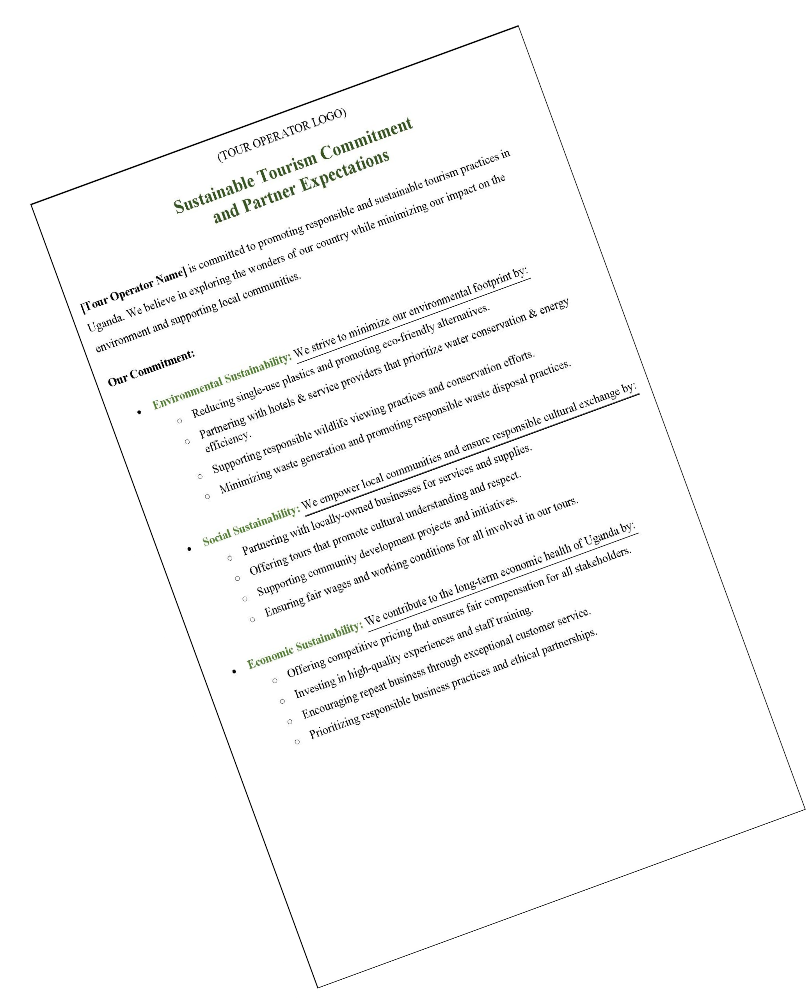 (TOUR OPERATOR LOGO)
Sustainable Tourism Commitment
and Partner Expectations
[Tour Operator Name] is committed to promoting responsible and sustainable tourism practices in
Uganda. We believe in exploring the wonders of our country while minimizing our impact on the
environment and supporting local communities.
Our Commitment:
• Environmental Sustainability: We strive to minimize our environmental footprint by:
○ Reducing single-use plastics and promoting eco-friendly alternatives.
○ Partnering with hotels & service providers that prioritize water conservation & energy
efficiency.
○ Supporting responsible wildlife viewing practices and conservation efforts.
○ Minimizing waste generation and promoting responsible waste disposal practices.
• Social Sustainability: We empower local communities and ensure responsible cultural exchange by:
○ Partnering with locally-owned businesses for services and supplies.
○ Offering tours that promote cultural understanding and respect.
○ Supporting community development projects and initiatives.
○ Ensuring fair wages and working conditions for all involved in our tours.
• Economic Sustainability: We contribute to the long-term economic health of Uganda by:
○ Offering competitive pricing that ensures fair compensation for all stakeholders.
○ Investing in high-quality experiences and staff training.
○ Encouraging repeat business through exceptional customer service.
○ Prioritizing responsible business practices and ethical partnerships.